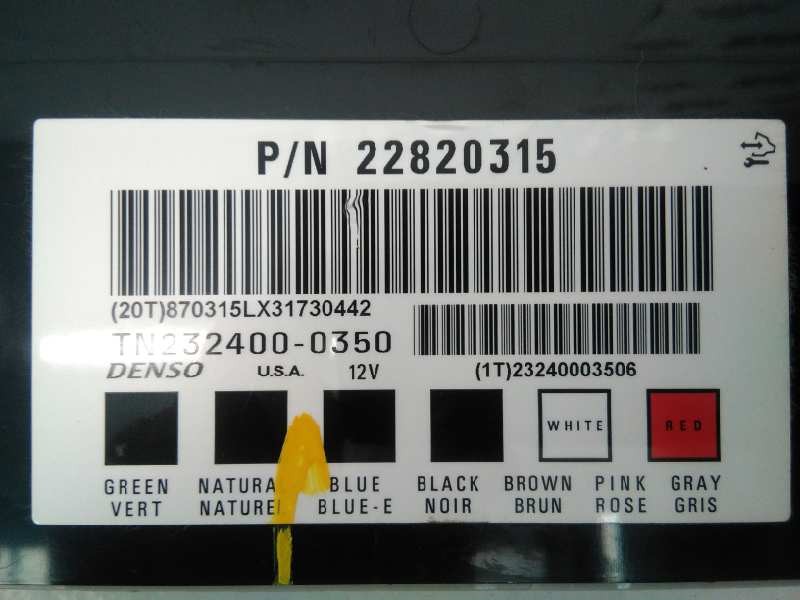 P/N 22820315
(20T)870315LX31730442
TN232400-0350
DENSO U.S.A. 12V
(1T)23240003506
WHITE RED
GREEN BLUE BLACK BROWN PINK GRAY
VERT BLUE-E NOIR BRUN ROSE GRIS